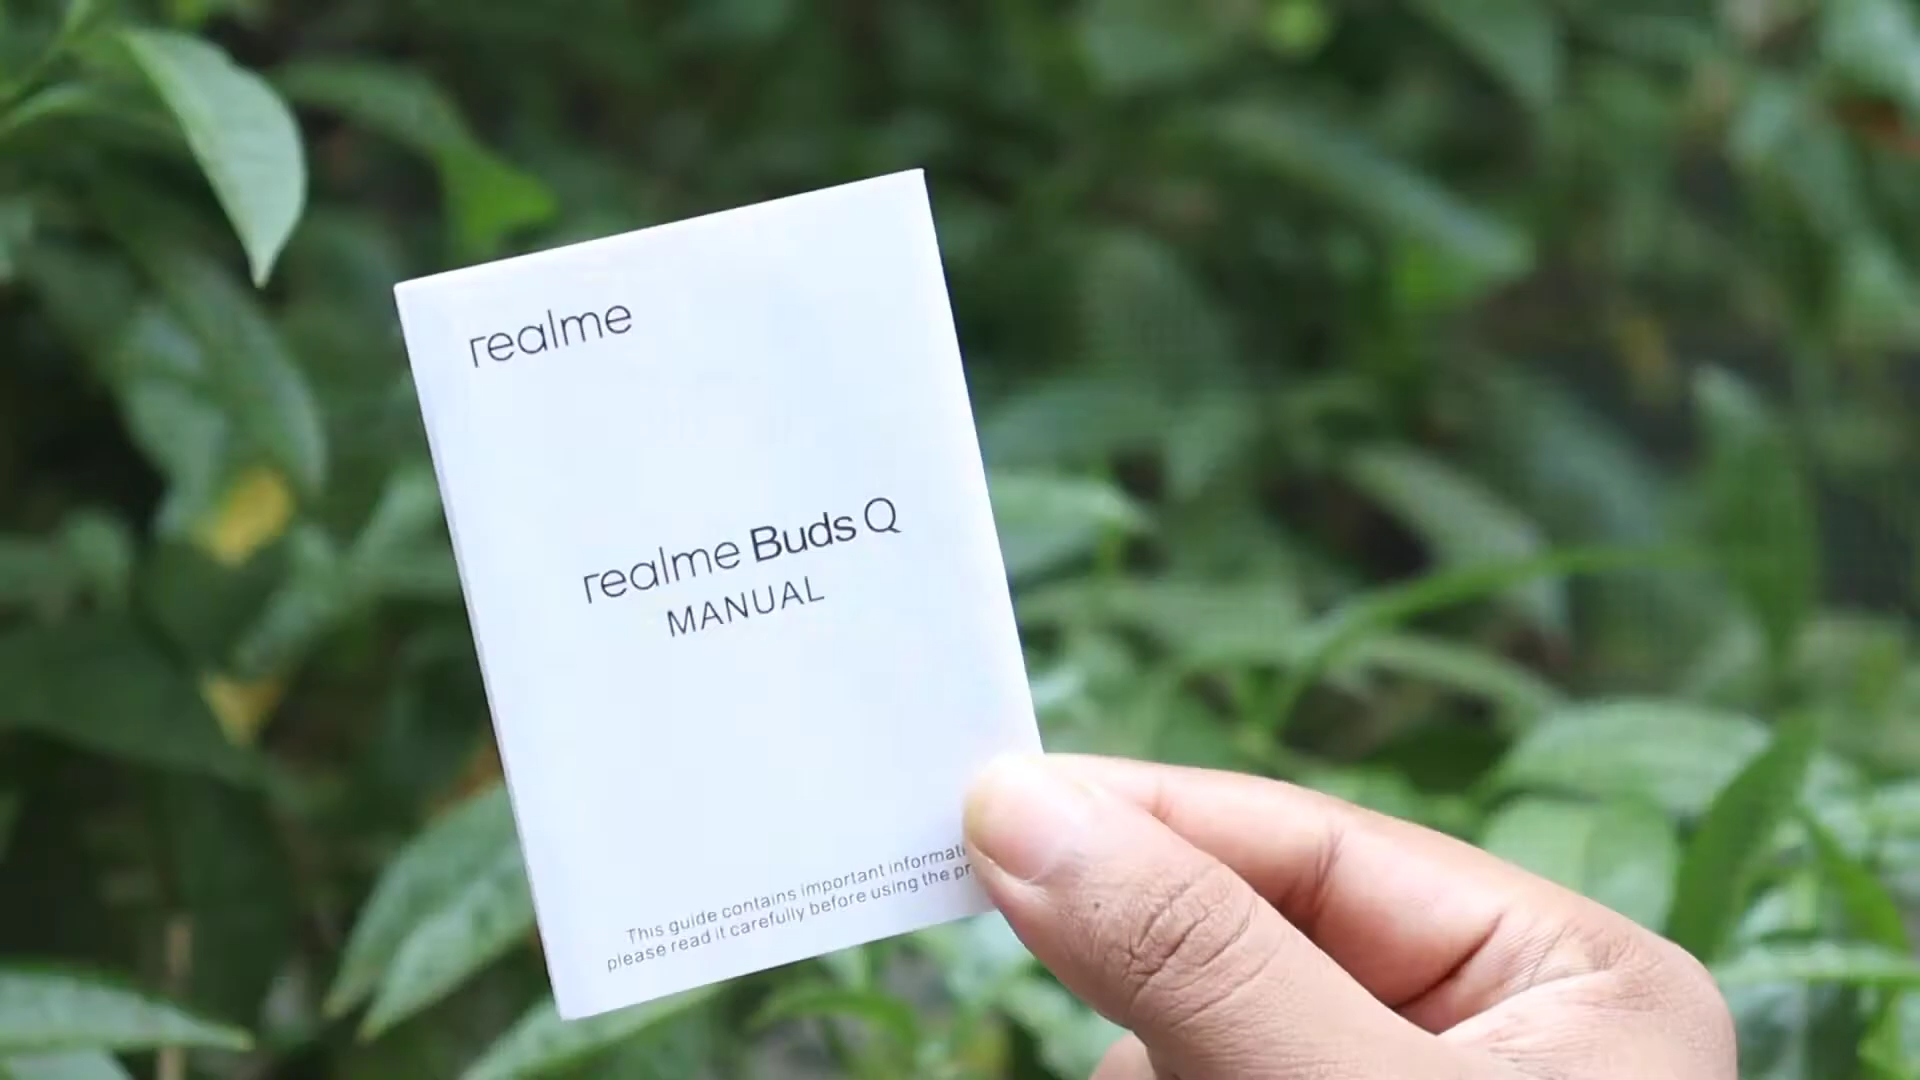 realme
realme Buds Q
MANUAL
This guide contains important
please read it carefully before using the